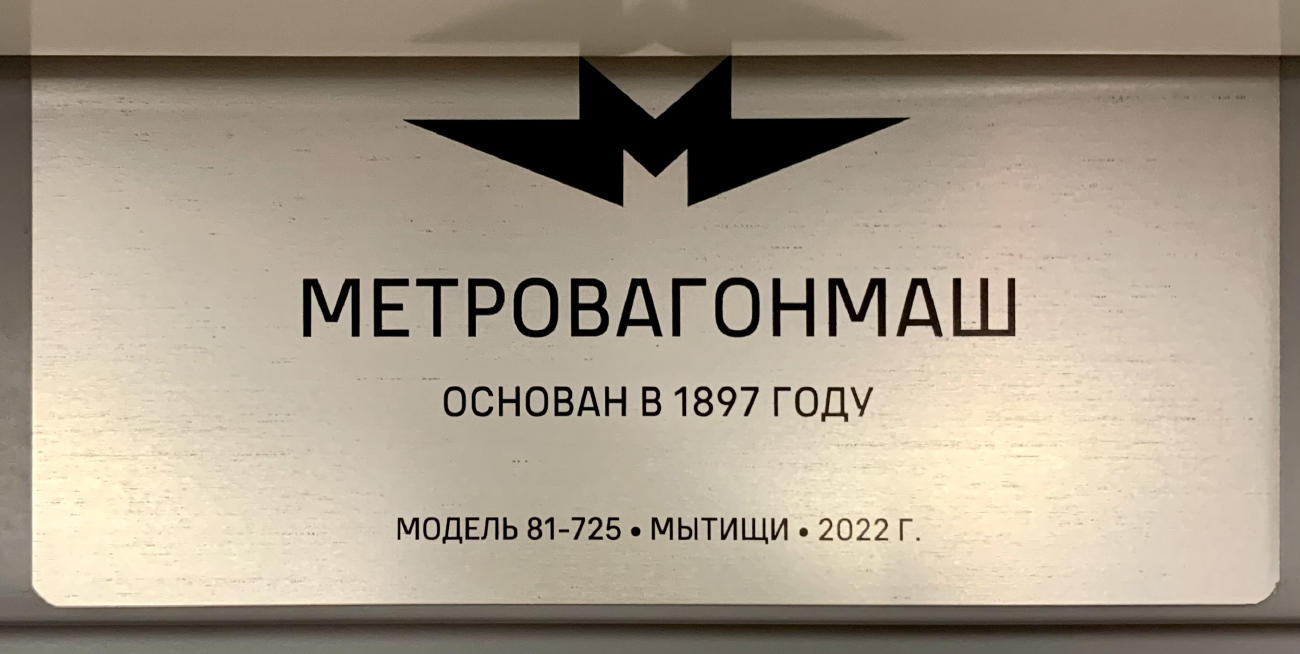 МЕТРОВАГОНМАШ
ОСНОВАН В 1897 ГОДУ
МОДЕЛЬ 81-725 • МЫТИЩИ • 2022 Г.